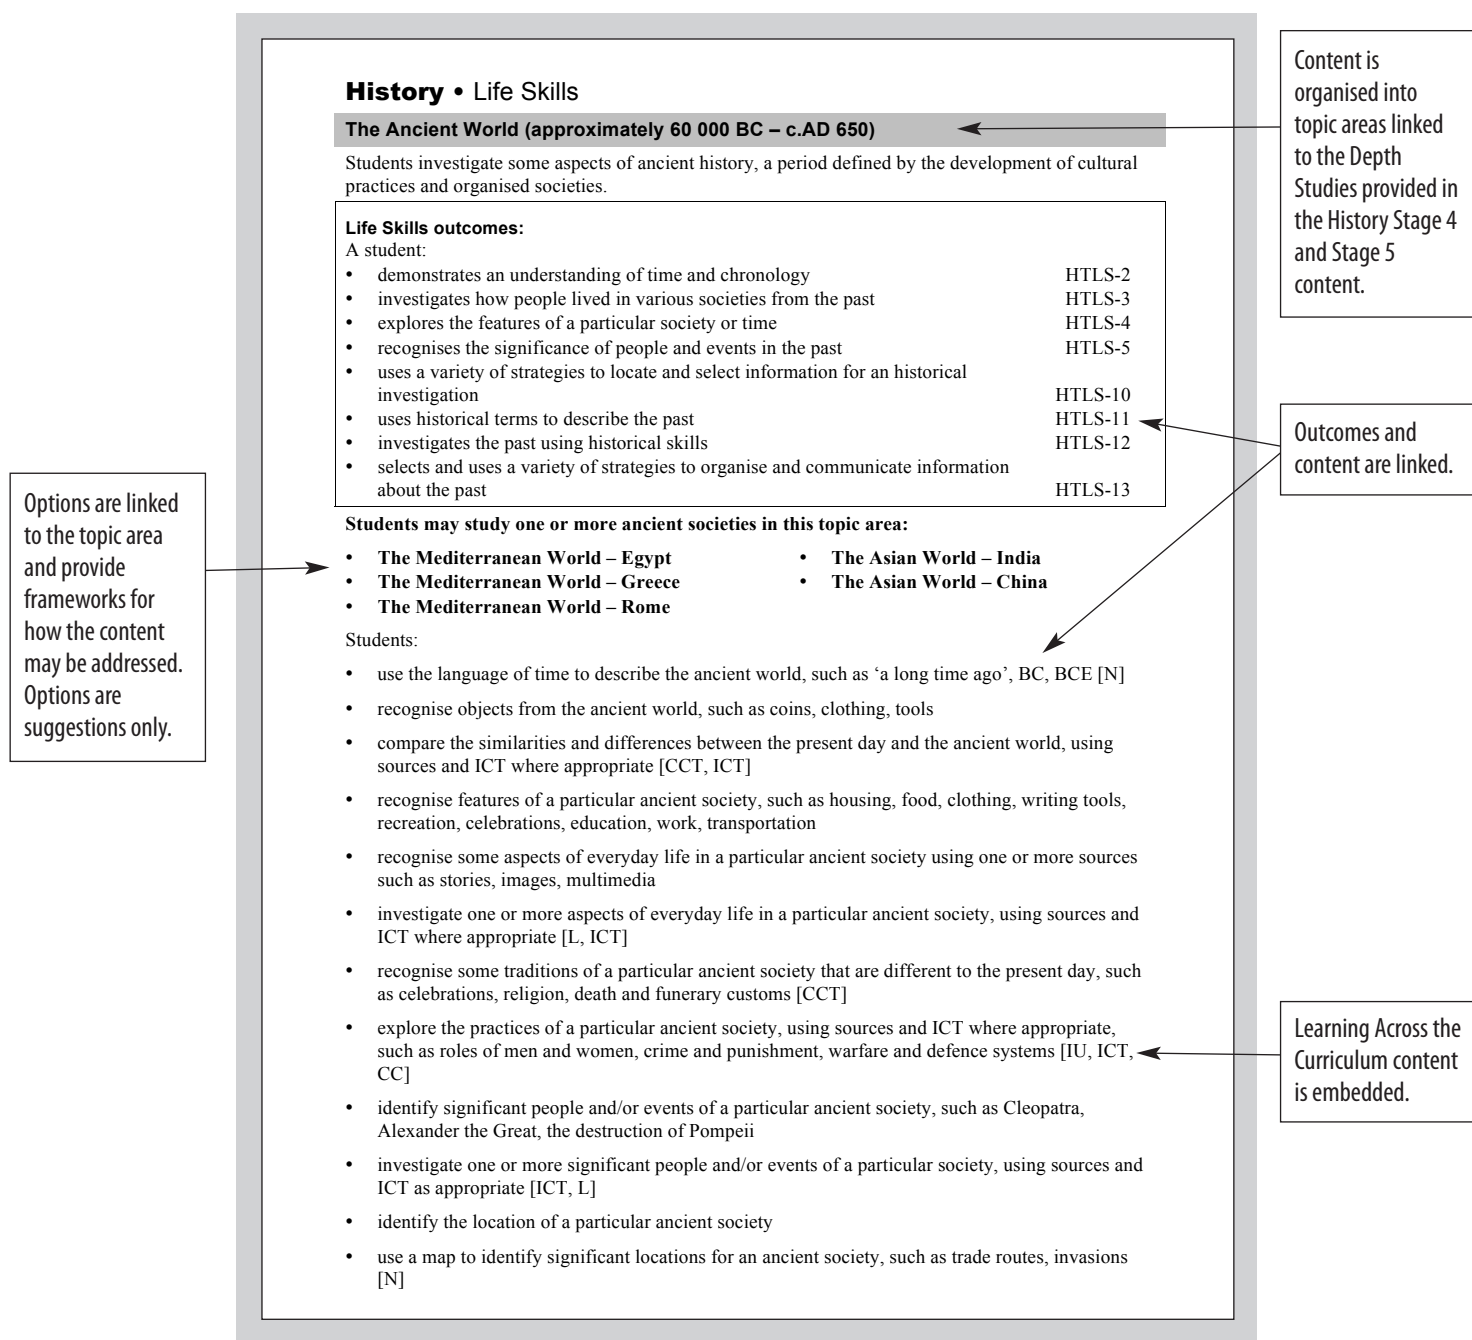 History • Life Skills
The Ancient World (approximately 60 000 BC – c.AD 650)
Students investigate some aspects of ancient history, a period defined by the development of cultural
practices and organised societies.
Life Skills outcomes:
A student:
• demonstrates an understanding of time and chronology HTLS-2
• investigates how people lived in various societies from the past HTLS-3
• explores the features of a particular society or time HTLS-4
• recognises the significance of people and events in the past HTLS-5
• uses a variety of strategies to locate and select information for an historical
investigation HTLS-10
• uses historical terms to describe the past HTLS-11
• investigates the past using historical skills HTLS-12
• selects and uses a variety of strategies to organise and communicate information
about the past HTLS-13
Students may study one or more ancient societies in this topic area:
• The Mediterranean World – Egypt
• The Mediterranean World – Greece
• The Mediterranean World – Rome
• The Asian World – India
• The Asian World – China
Students:
• use the language of time to describe the ancient world, such as ‘a long time ago’, BC, BCE [N]
• recognise objects from the ancient world, such as coins, clothing, tools
• compare the similarities and differences between the present day and the ancient world, using
sources and ICT where appropriate [CCT, ICT]
• recognise features of a particular ancient society, such as housing, food, clothing, writing tools,
recreation, celebrations, education, work, transportation
• recognise some aspects of everyday life in a particular ancient society using one or more sources
such as stories, images, multimedia
• investigate one or more aspects of everyday life in a particular ancient society, using sources and
ICT where appropriate [L, ICT]
• recognise some traditions of a particular ancient society that are different to the present day, such
as celebrations, religion, death and funerary customs [CCT]
• explore the practices of a particular ancient society, using sources and ICT where appropriate,
such as roles of men and women, crime and punishment, warfare and defence systems [IU, ICT,
CC]
• identify significant people and/or events of a particular ancient society, such as Cleopatra,
Alexander the Great, the destruction of Pompeii
• investigate one or more significant people and/or events of a particular society, using sources and
ICT as appropriate [ICT, L]
• identify the location of a particular ancient society
• use a map to identify significant locations for an ancient society, such as trade routes, invasions
[N]
Options are linked
to the topic area
and provide
frameworks for
how the content
may be addressed.
Options are
suggestions only.
Content is
organised into
topic areas linked
to the Depth
Studies provided in
the History Stage 4
and Stage 5
content.
Outcomes and
content are linked.
Learning Across the
Curriculum content
is embedded.